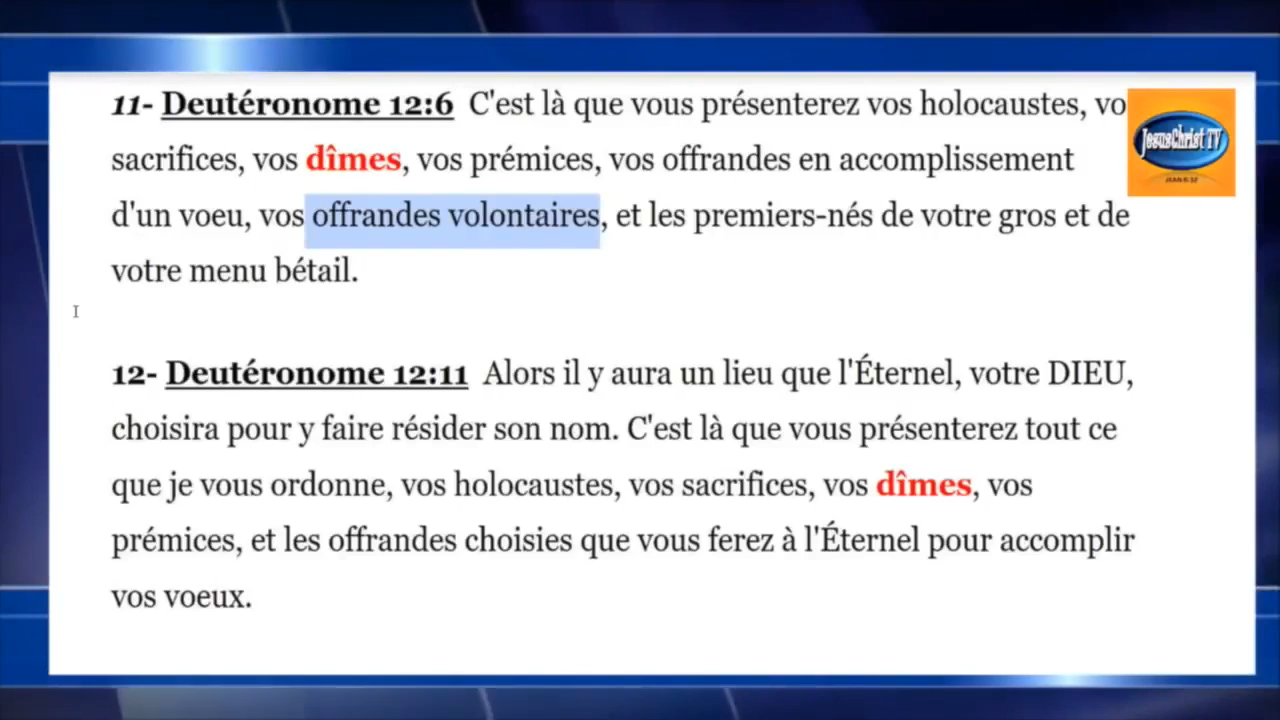 11- Deutéronome 12:6 C'est là que vous présenterez vos holocaustes, vo
sacrifices, vos dîmes, vos prémices, vos offrandes en accomplissement
d'un voeu, vos offrandes volontaires, et les premiers-nés de votre gros et de
votre menu bétail.
12- Deutéronome 12:11 Alors il y aura un lieu que l'Éternel, votre DIEU,
choisira pour y faire résider son nom. C'est là que vous présenterez tout ce
que je vous ordonne, vos holocaustes, vos sacrifices, vos dîmes, vos
prémices, et les offrandes choisies que vous ferez à l'Éternel pour accomplir
vos voeux.
JesusChrist TV